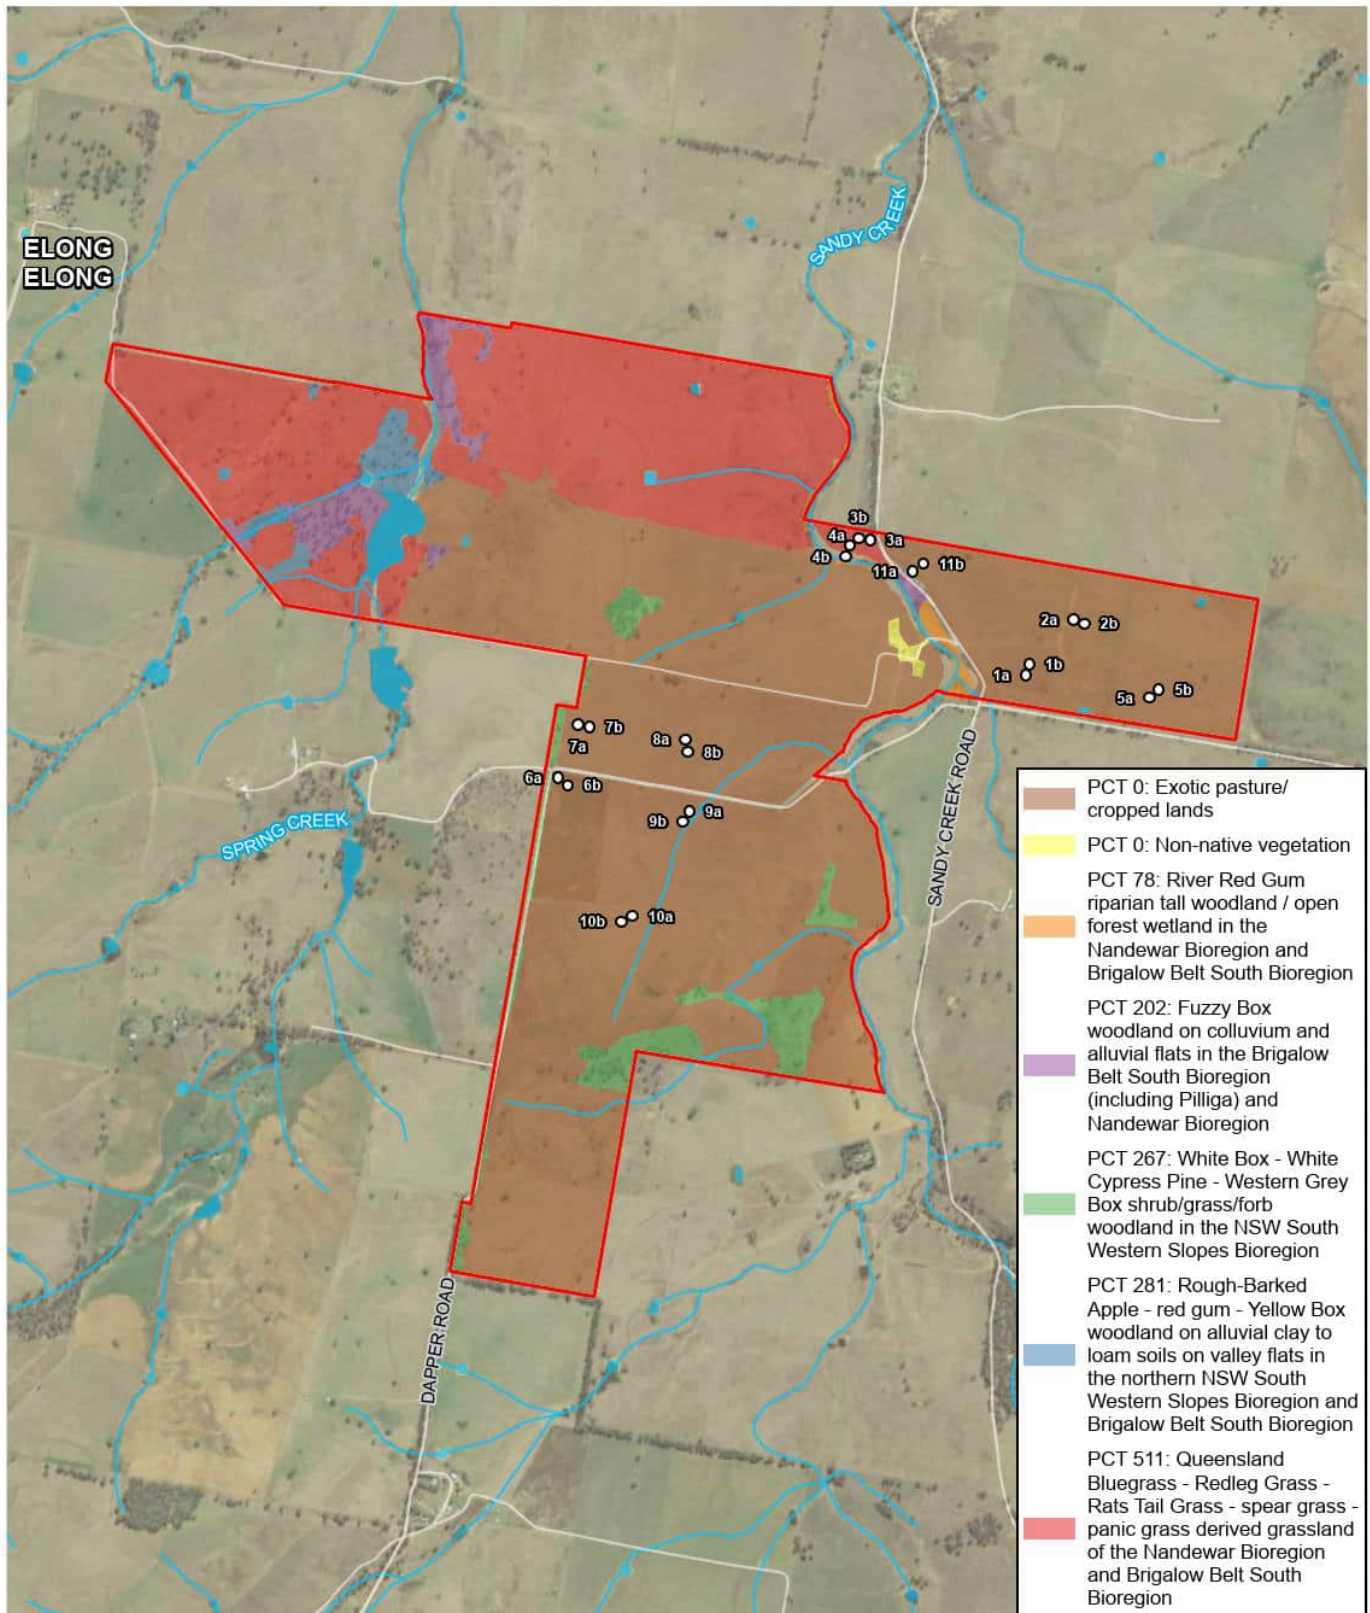 ELONG
ELONG
SANDY CREEK
3b
4a
3a
4b
11a
11b
2a
2b
1b
1a
5a
5b
7b
7a
8a
8b
6a
6b
9a
9b
10b
10a
SPRING CREEK
SANDY CREEK ROAD
DAPPER ROAD
PCT 0: Exotic pasture/
cropped lands
PCT 0: Non-native vegetation
PCT 78: River Red Gum
riparian tall woodland / open
forest wetland in the
Nandewar Bioregion and
Brigalow Belt South Bioregion
PCT 202: Fuzzy Box
woodland on colluvium and
alluvial flats in the Brigalow
Belt South Bioregion
(including Pilliga) and
Nandewar Bioregion
PCT 267: White Box - White
Cypress Pine - Western Grey
Box shrub/grass/forb
woodland in the NSW South
Western Slopes Bioregion
PCT 281: Rough-Barked
Apple - red gum - Yellow Box
woodland on alluvial clay to
loam soils on valley flats in
the northern NSW South
Western Slopes Bioregion and
Brigalow Belt South Bioregion
PCT 511: Queensland
Bluegrass - Redleg Grass -
Rats Tail Grass - spear grass -
panic grass derived grassland
of the Nandewar Bioregion
and Brigalow Belt South
Bioregion